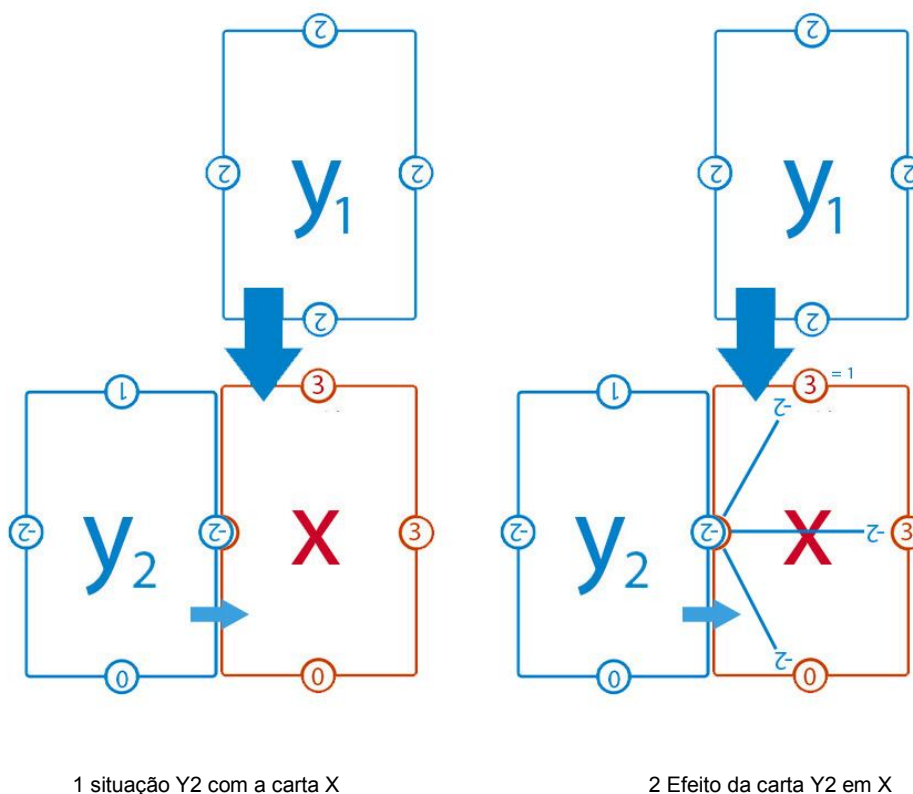 2 2
2 2 2 2
y1 y1
2 2
1 3 1 3 = 1
-2
-2 y2 -2 x 3 -2 y2 -2 x -2 3
-2
0 0 0 0
1 situação Y2 com a carta X 2 Efeito da carta Y2 em X